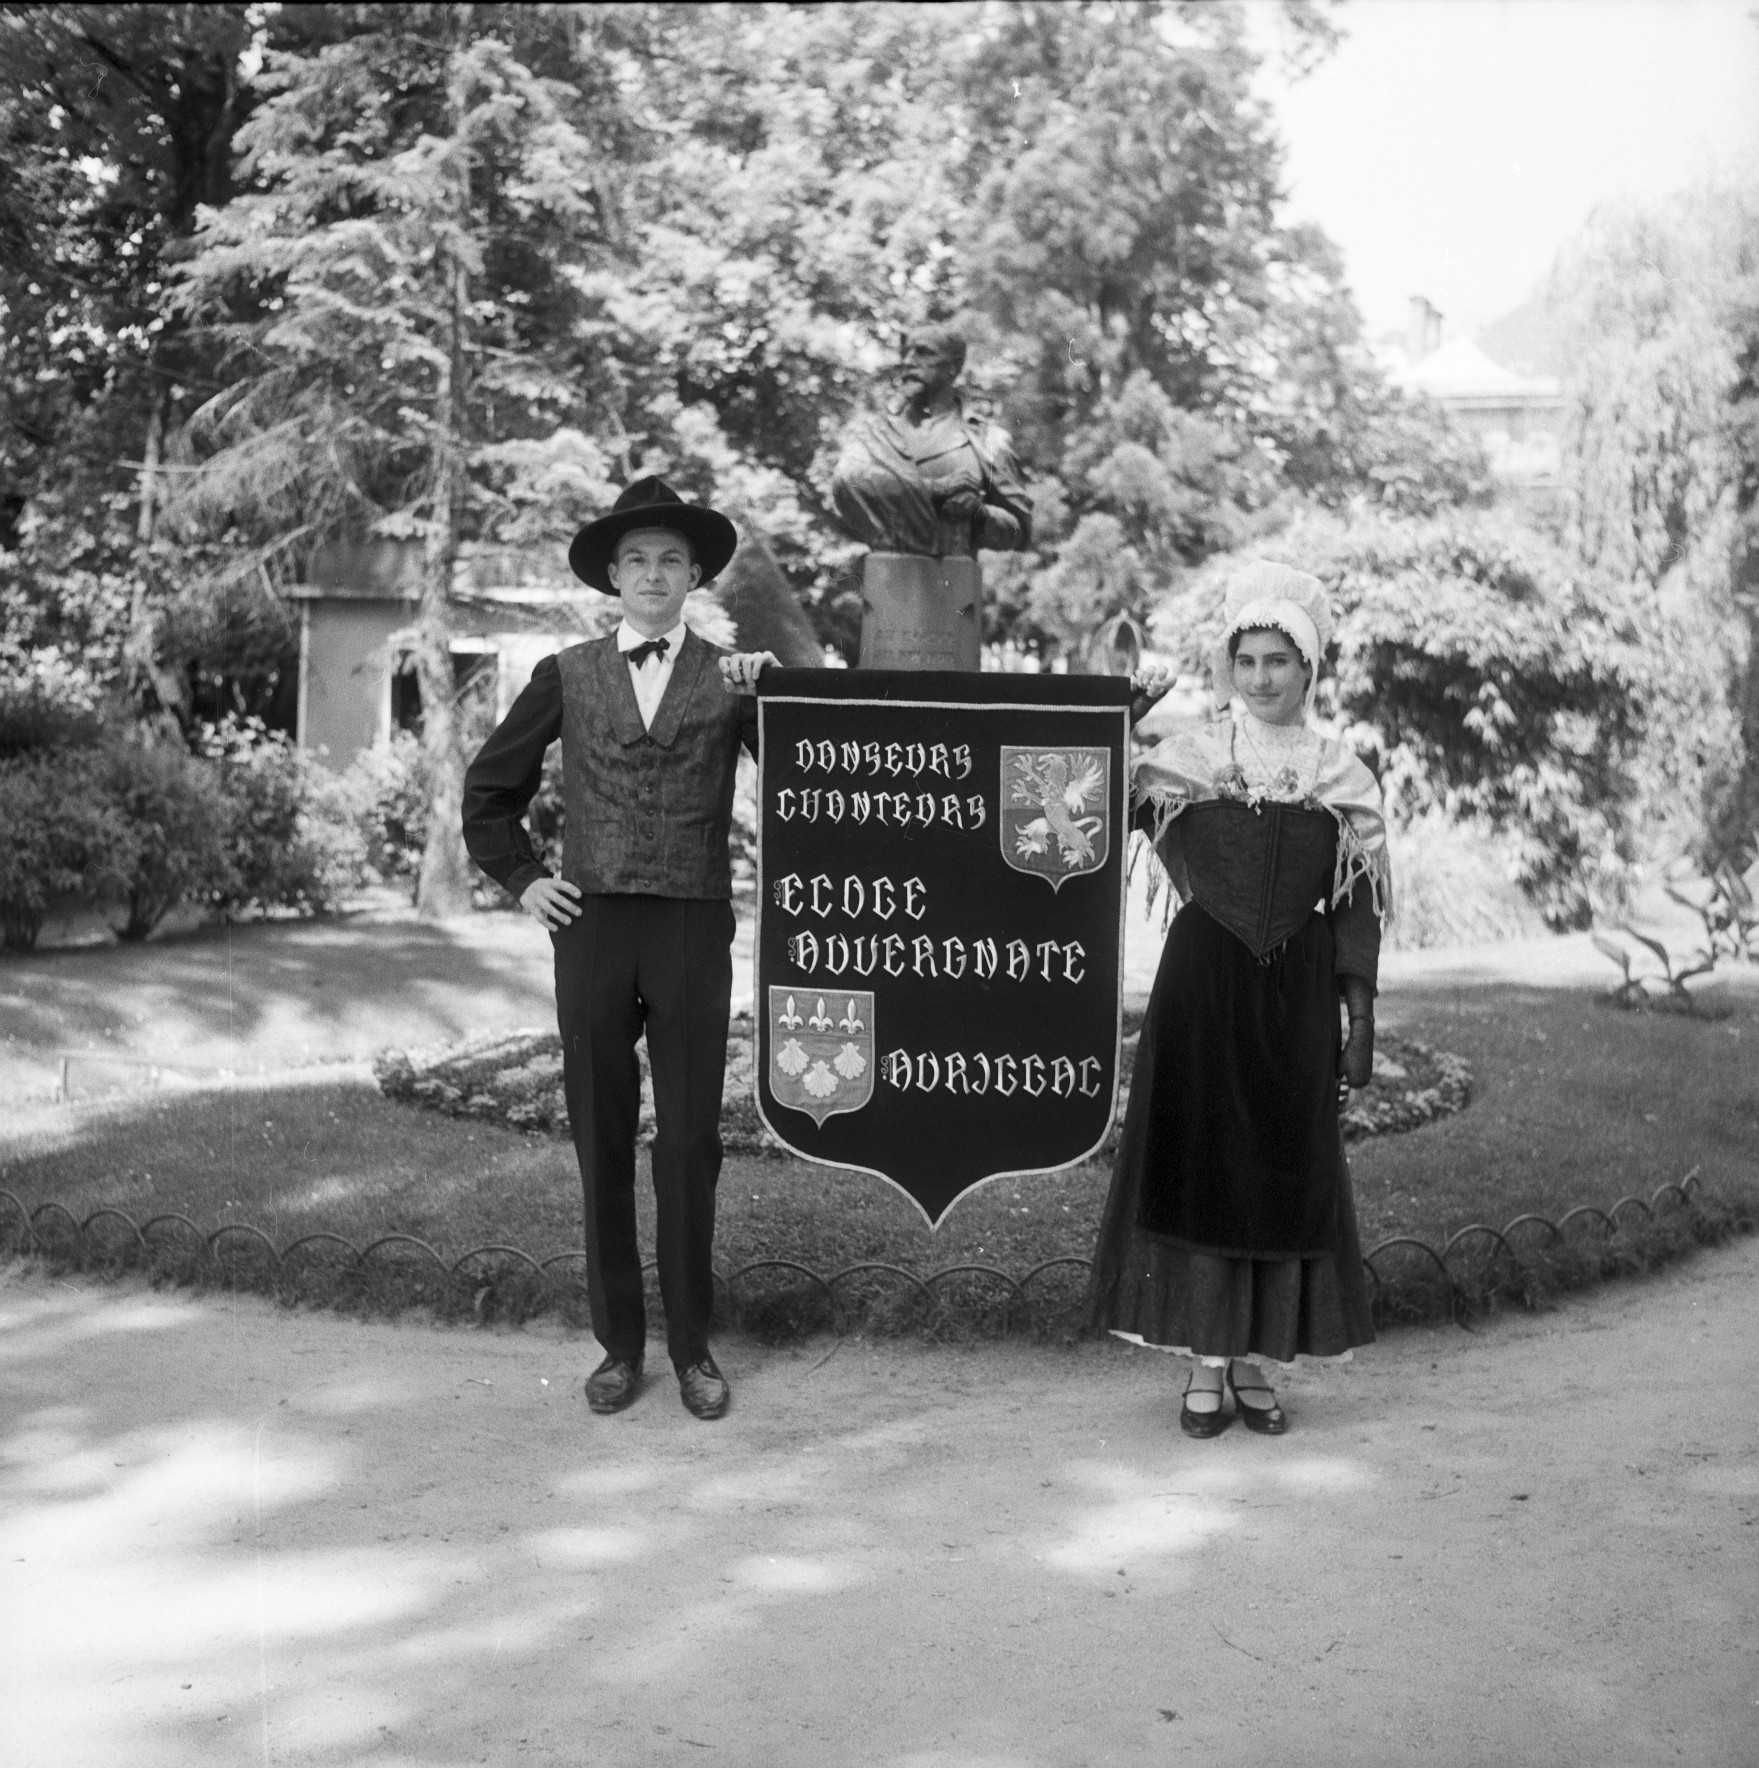 DANSEURS
CHANTEURS
ECOLE
AUVERGNATE
AURILLAC